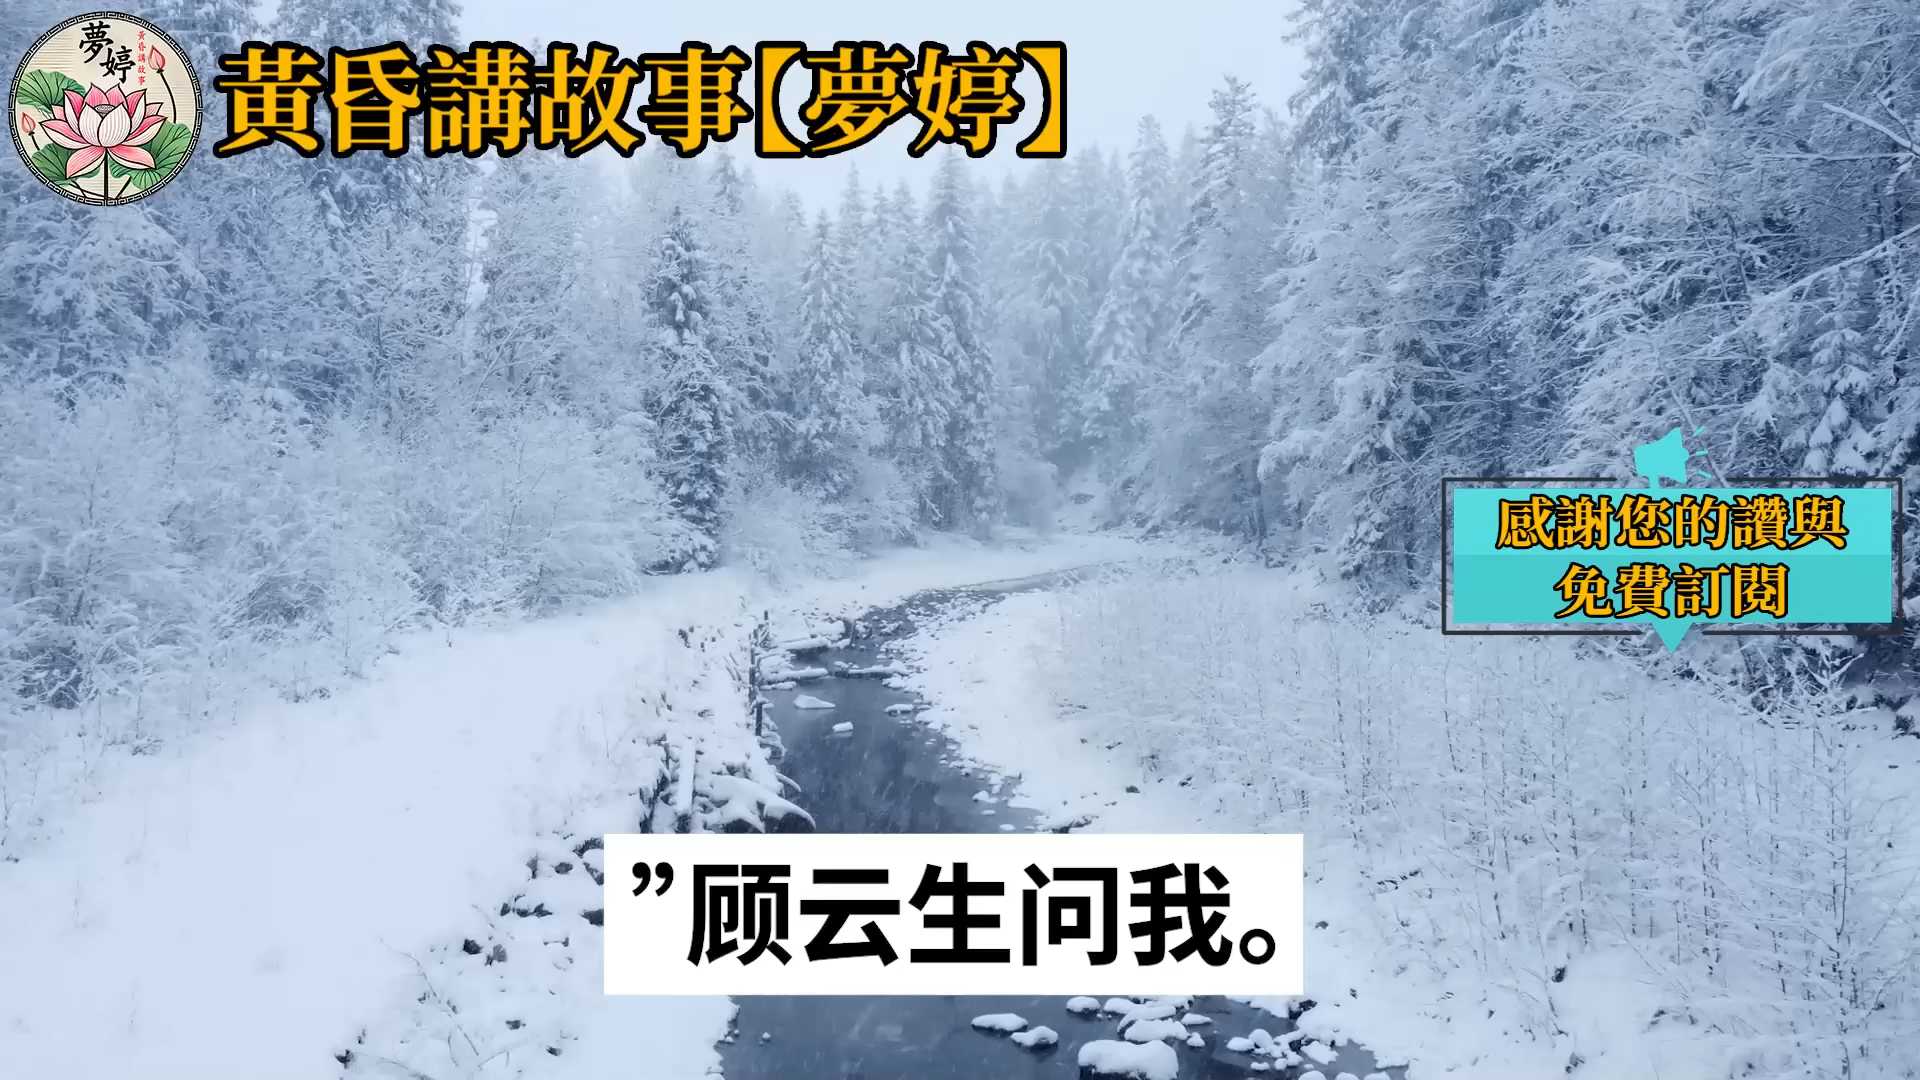 夢婷
黃昏講故事
黃昏講故事【夢婷】
感謝您的讚與
免費訂閱
”顾云生问我。